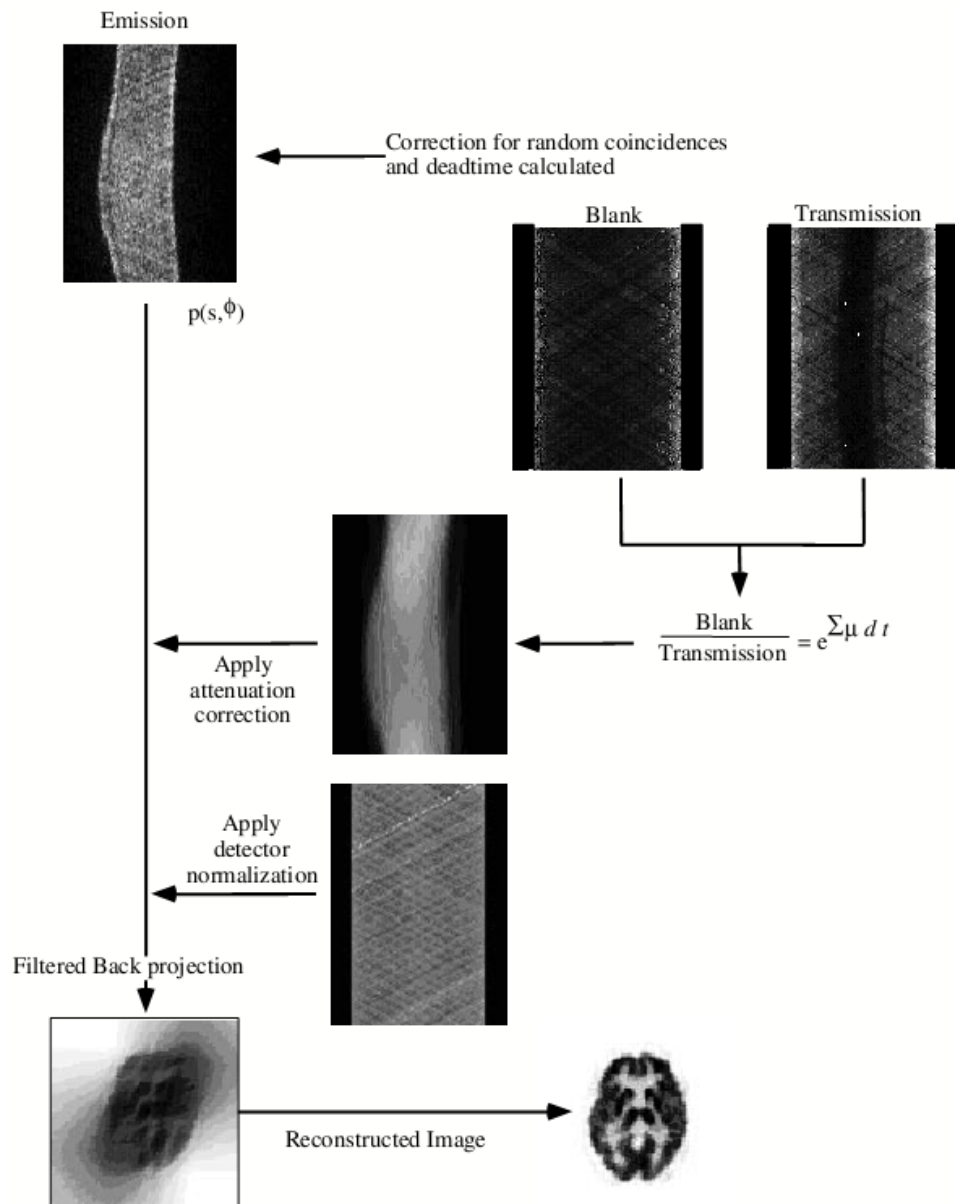 Emission
Correction for random coincidences
and deadtime calculated
Blank
Transmission
p(s,ϕ)
Blank
Transmission
= e^Σμ d t
Apply
attenuation
correction
Apply
detector
normalization
Filtered Back projection
Reconstructed Image